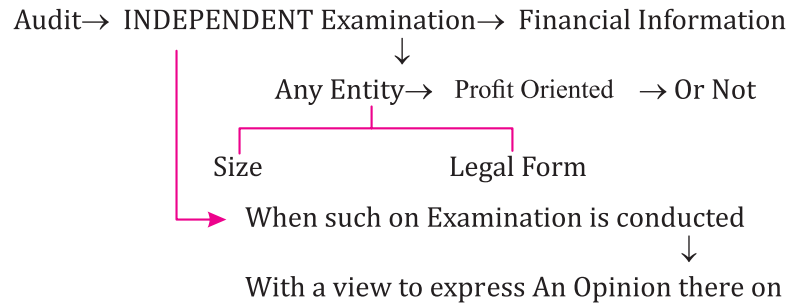 Audit→ INDEPENDENT Examination→ Financial Information
Any Entity→ Profit Oriented → Or Not
Size Legal Form
When such on Examination is conducted
With a view to express An Opinion there on